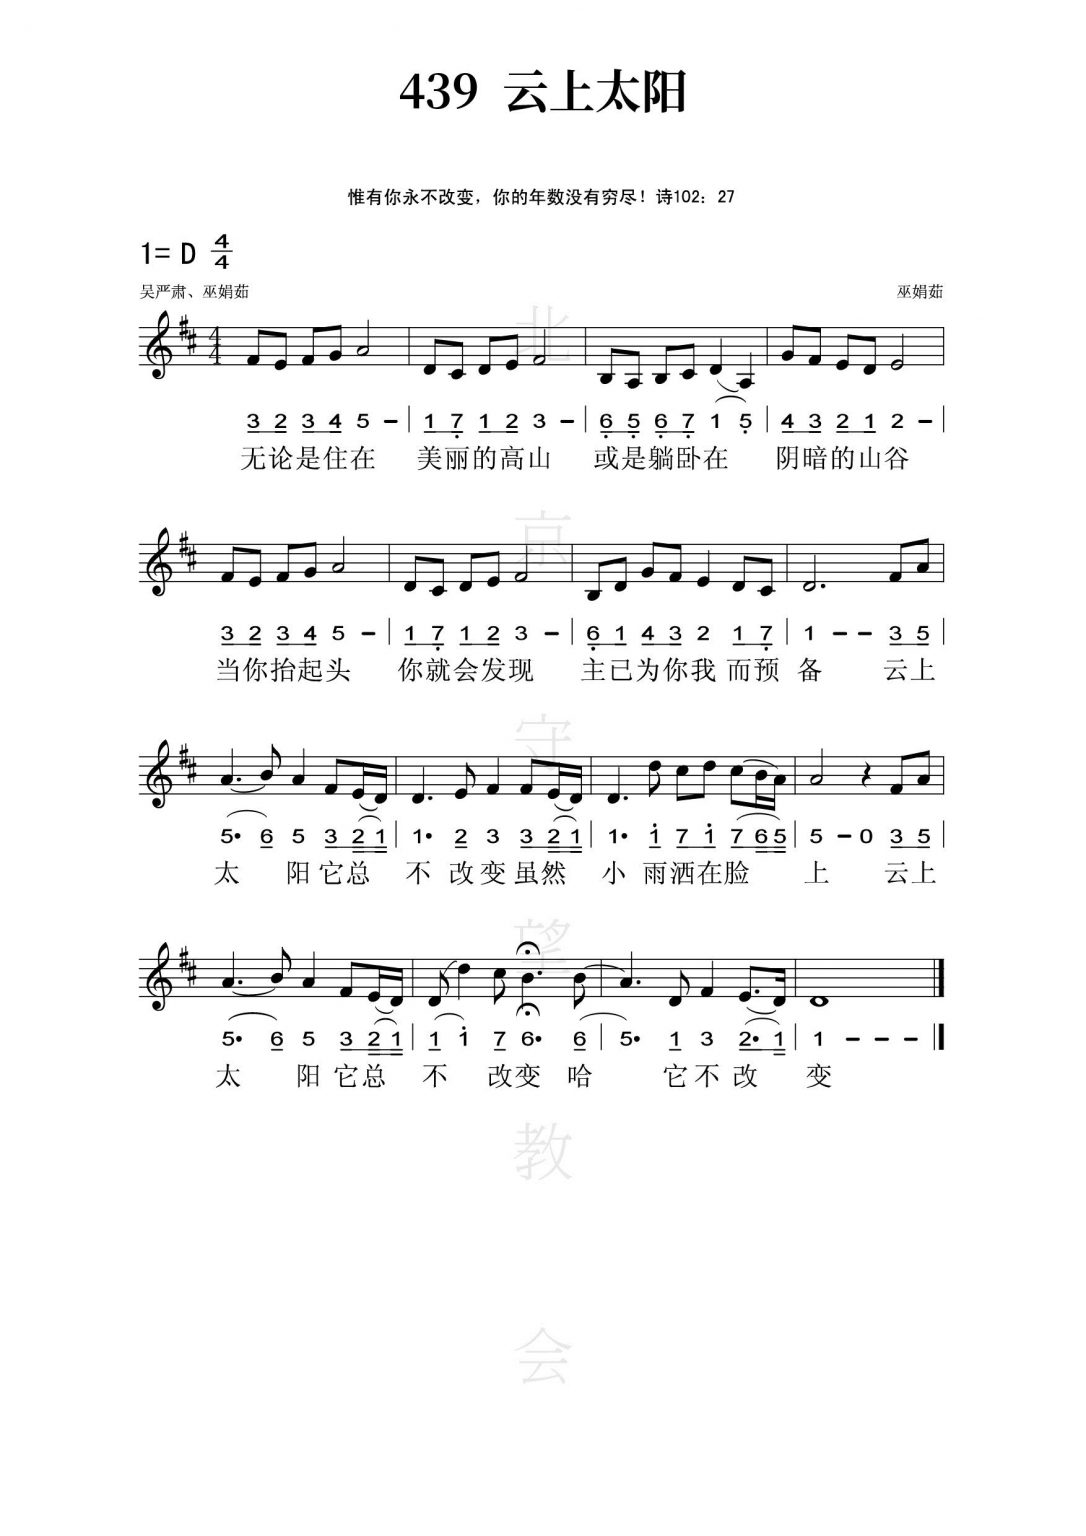 439 云上太阳
惟有你永不改变，你的年数没有穷尽！诗102：27
1= D 4/4
吴严肃、巫娟茹 巫娟茹
4 4
3 2 3 4 5 – | 1 7 1 2 3 – | 6 5 6 7 1 5 | 4 3 2 1 2 – |
无论是住在 美丽的高山 或是躺卧在 阴暗的山谷
3 2 3 4 5 – | 1 7 1 2 3 – | 6 1 4 3 2 1 7 | 1 – – 3 5 |
当你抬起头 你就会发现 主已为你我 而预 备 云上
5· 6 5 3 2 1 | 1· 2 3 3 2 1 | 1· 1 7 1 7 6 5 | 5 – 0 3 5 |
太 阳它总 不 改变虽然 小 雨洒在脸 上 云上
5· 6 5 3 2 1 | 1 1 7 6· 6 | 5· 1 3 2· 1 | 1 – – – |
太 阳它总 不 改变哈 它不改 变
北
京
守
望
教
会